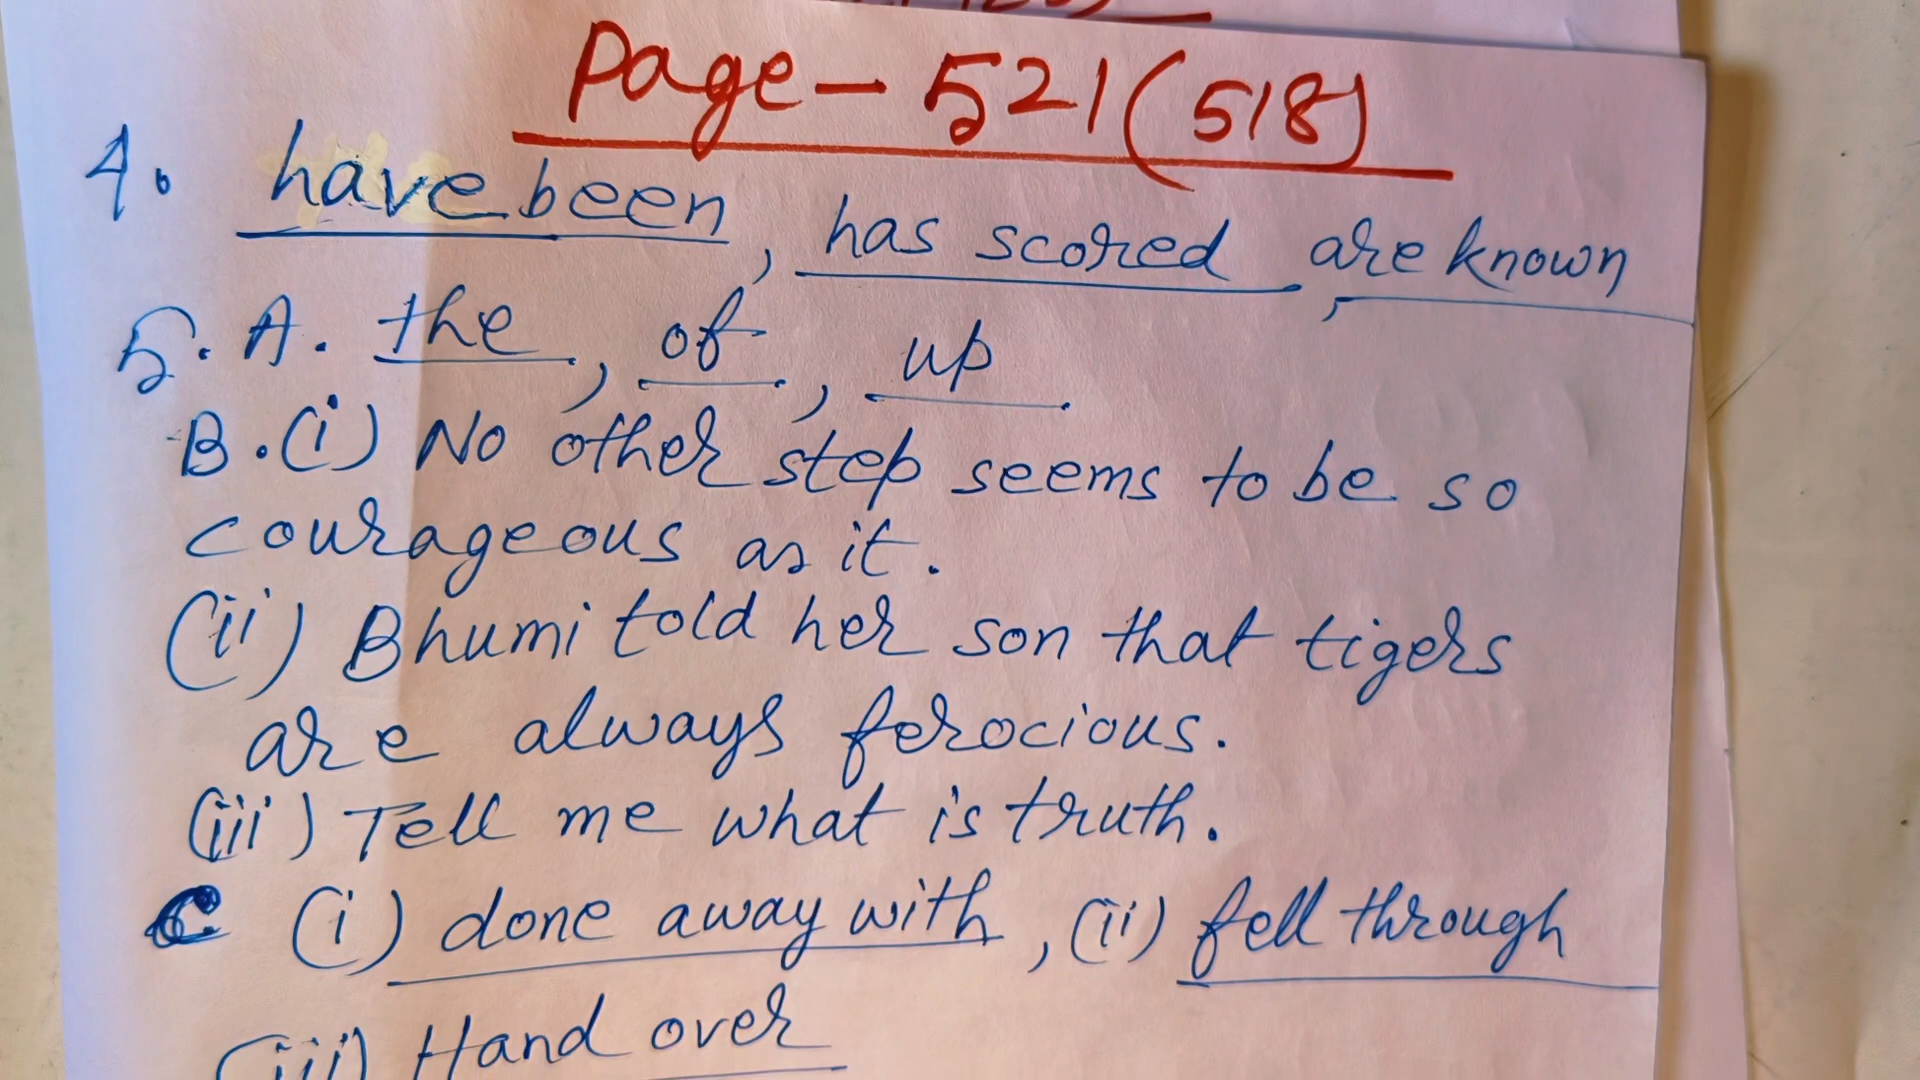 Page - 521 (518)
4. have been, has scored, are known
5. A. the, of, up
B. (i) No other step seems to be so
courageous as it.
(ii) Bhumi told her son that tigers
are always ferocious.
(iii) Tell me what is truth.
C (i) done away with, (ii) fell through
(iii) Hand over